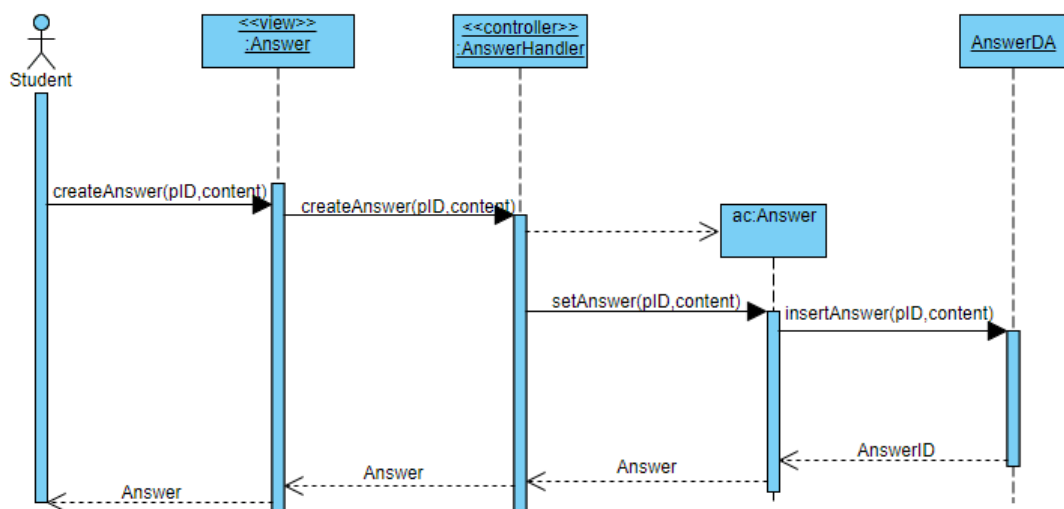 <<view>>
:Answer
<<controller>>
:AnswerHandler
AnswerDA
Student
createAnswer(pID,content)
createAnswer(pID,content)
ac:Answer
setAnswer(pID,content)
insertAnswer(pID,content)
AnswerID
Answer
Answer
Answer